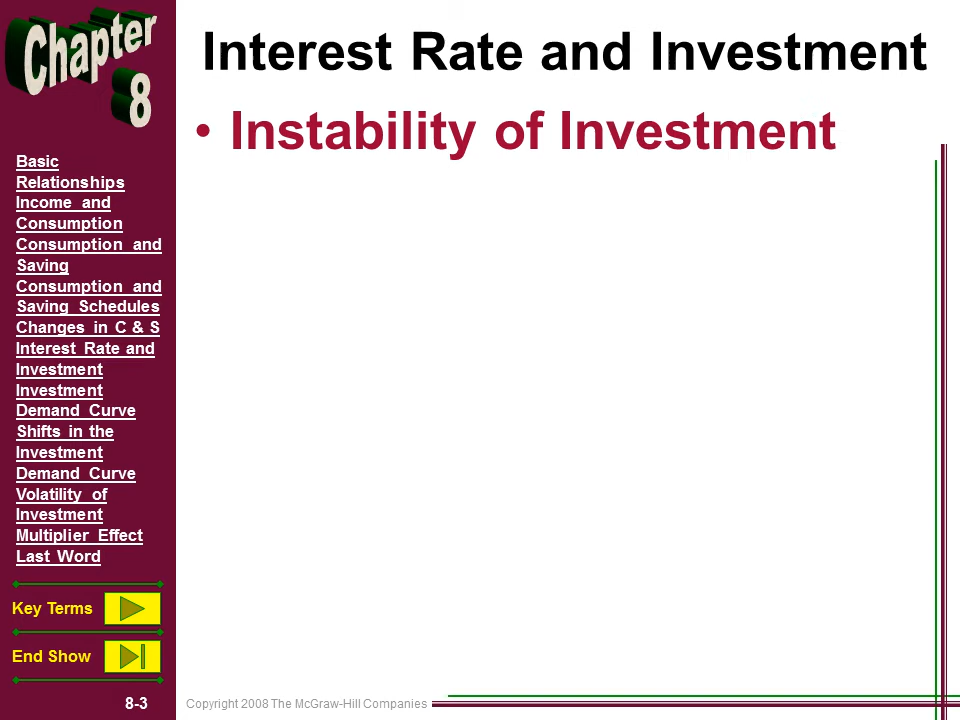 Chapter
8
Interest Rate and Investment
• Instability of Investment
Basic
Relationships
Income and
Consumption
Consumption and
Saving
Consumption and
Saving Schedules
Changes in C & S
Interest Rate and
Investment
Investment
Demand Curve
Shifts in the
Investment
Demand Curve
Volatility of
Investment
Multiplier Effect
Last Word
Key Terms
End Show
8-3
Copyright 2008 The McGraw-Hill Companies